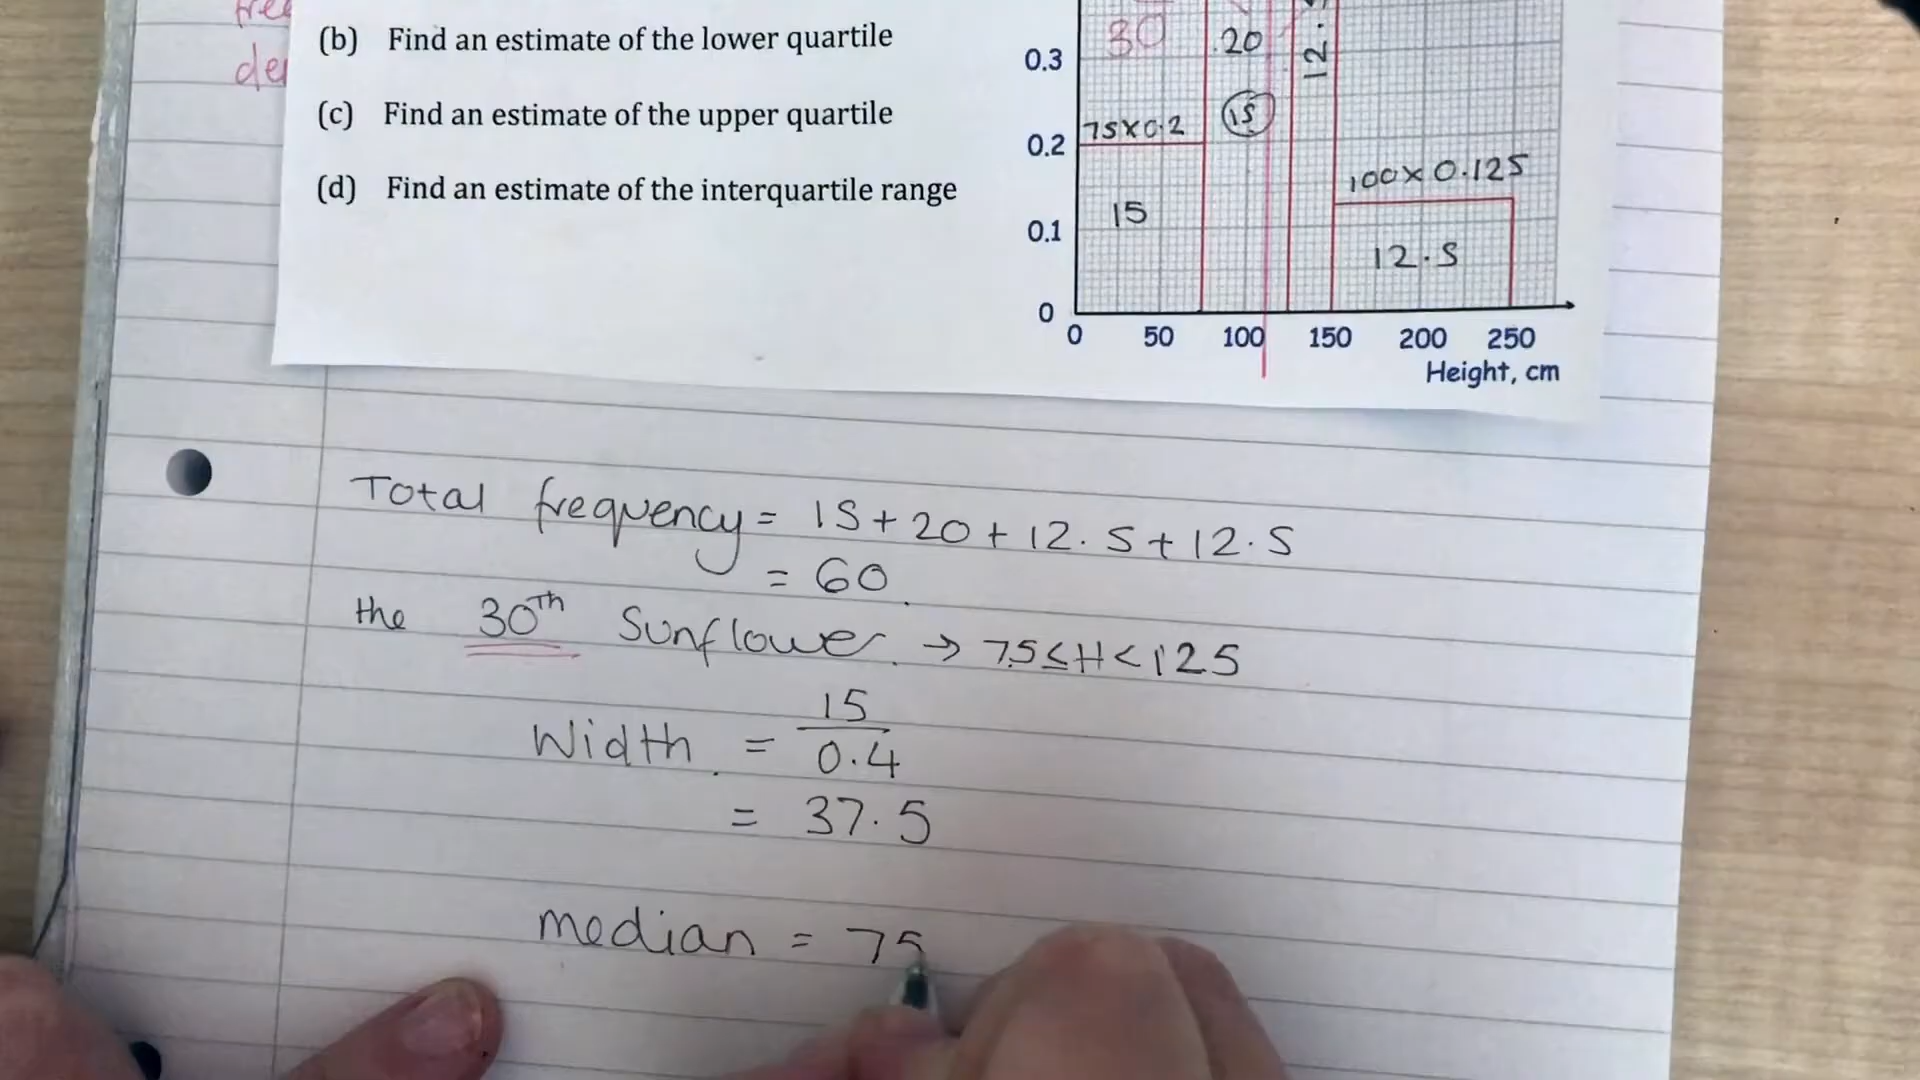 (b) Find an estimate of the lower quartile
(c) Find an estimate of the upper quartile
(d) Find an estimate of the interquartile range
0.3
0.2
0.1
0
30
20
12.
15
75×0.2
15
100×0.125
12.5
0 50 100 150 200 250
Height, cm
Total frequency = 15+20+12.5+12.5
= 60
the 30th Sunflower. → 75≤H<125
15
Width = 0.4
= 37.5
median = 75